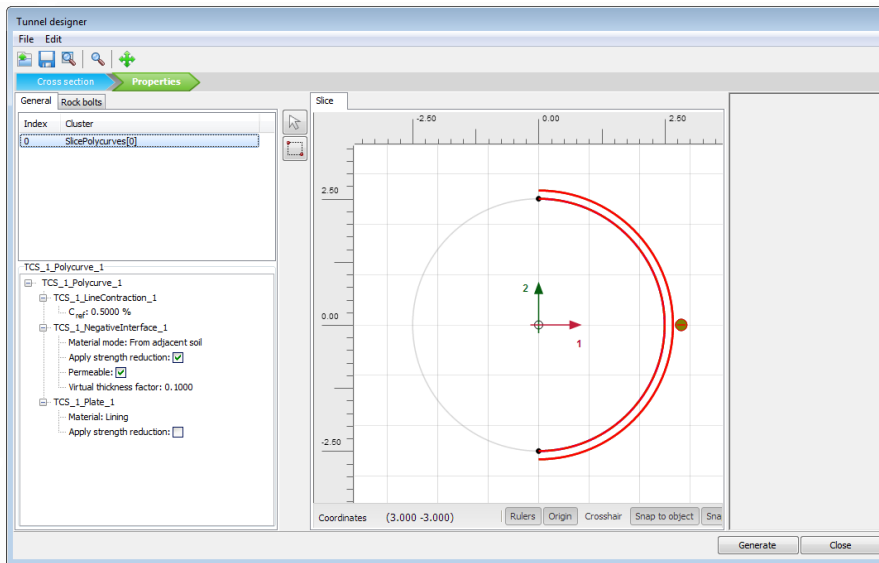 Tunnel designer
File Edit
Cross section Properties
General Rock bolts
Index Cluster
0 SlicePolycurves[0]
TCS_1_Polycurve_1
TCS_1_Polycurve_1
TCS_1_LineContraction_1
Cref: 0.5000 %
TCS_1_NegativeInterface_1
Material mode: From adjacent soil
Apply strength reduction:
Permeable:
Virtual thickness factor: 0.1000
TCS_1_Plate_1
Material: Lining
Apply strength reduction:
Slice
-2.50 0.00 2.50
2.50
2
0.00
1
-2.50
Coordinates (3.000 -3.000) Rulers Origin Crosshair Snap to object Sna
Generate Close